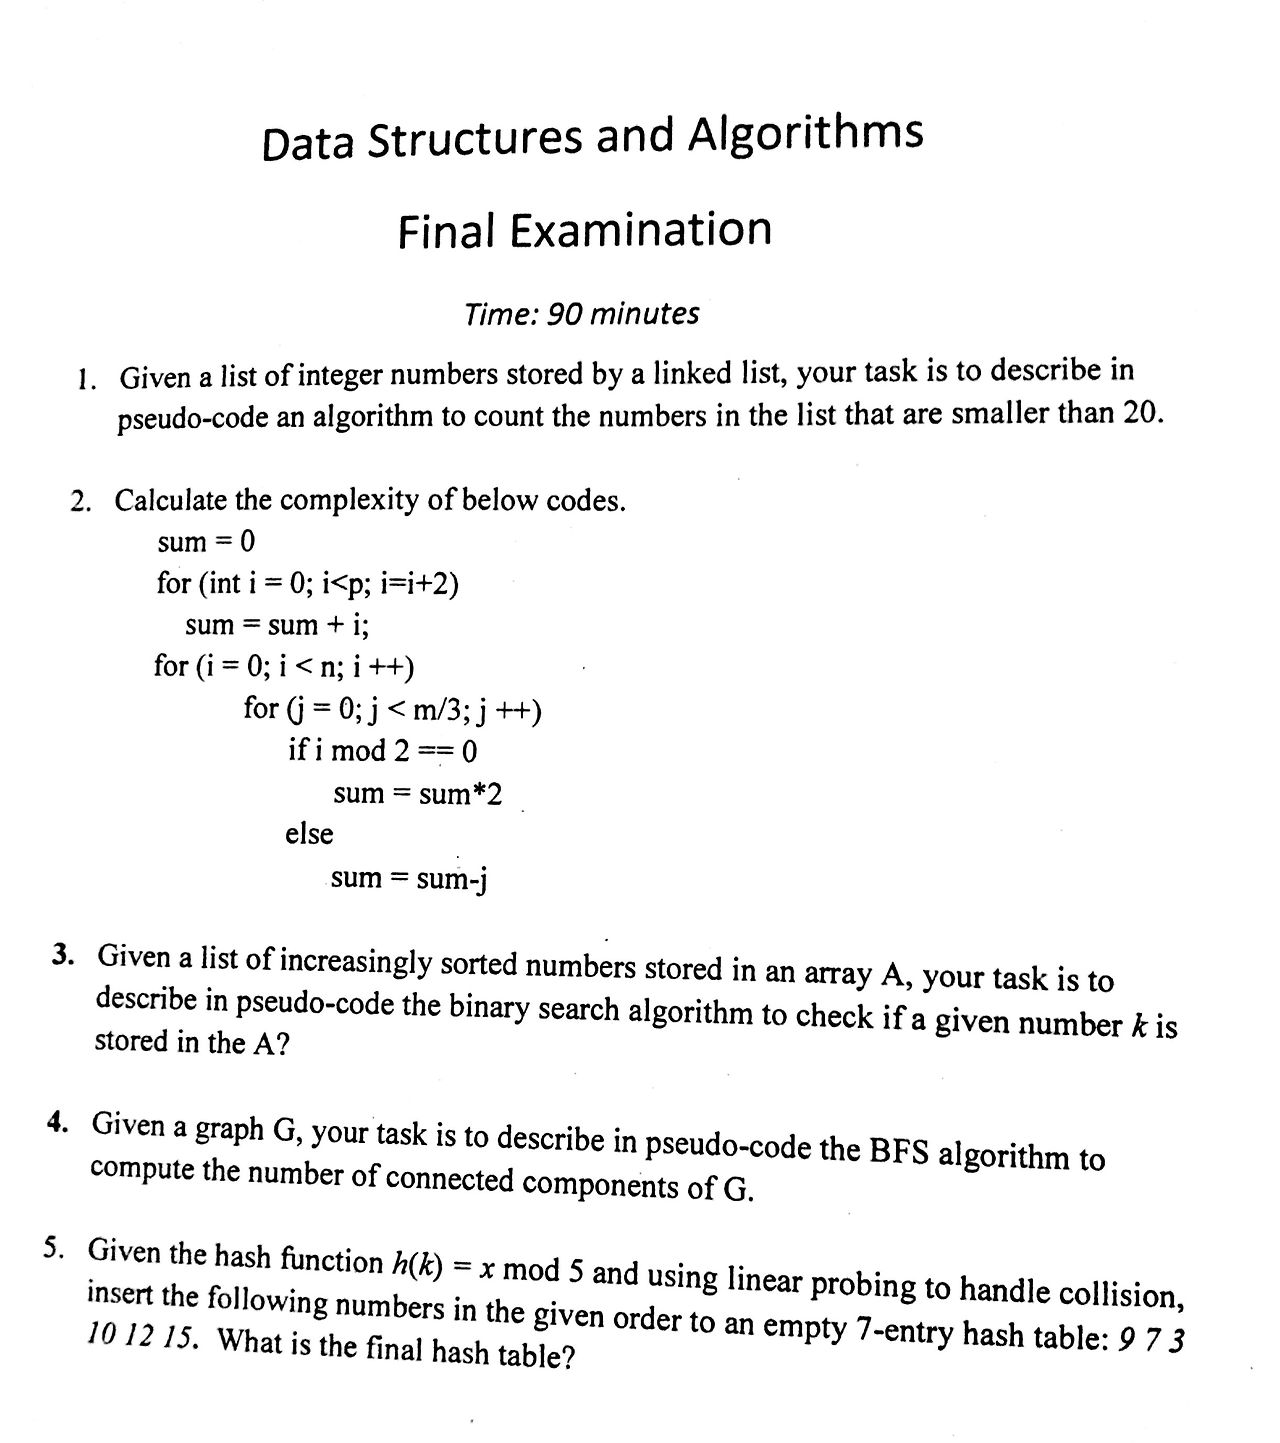 Data Structures and Algorithms
Final Examination
Time: 90 minutes
1. Given a list of integer numbers stored by a linked list, your task is to describe in
pseudo-code an algorithm to count the numbers in the list that are smaller than 20.
2. Calculate the complexity of below codes.
sum = 0
for (int i = 0; i<p; i=i+2)
sum = sum + i;
for (i = 0; i < n; i ++)
for (j = 0; j < m/3; j ++)
if i mod 2 == 0
sum = sum*2
else
sum = sum-j
3. Given a list of increasingly sorted numbers stored in an array A, your task is to
describe in pseudo-code the binary search algorithm to check if a given number k is
stored in the A?
4. Given a graph G, your task is to describe in pseudo-code the BFS algorithm to
compute the number of connected components of G.
5. Given the hash function h(k) = x mod 5 and using linear probing to handle collision,
insert the following numbers in the given order to an empty 7-entry hash table: 9 7 3
10 12 15. What is the final hash table?